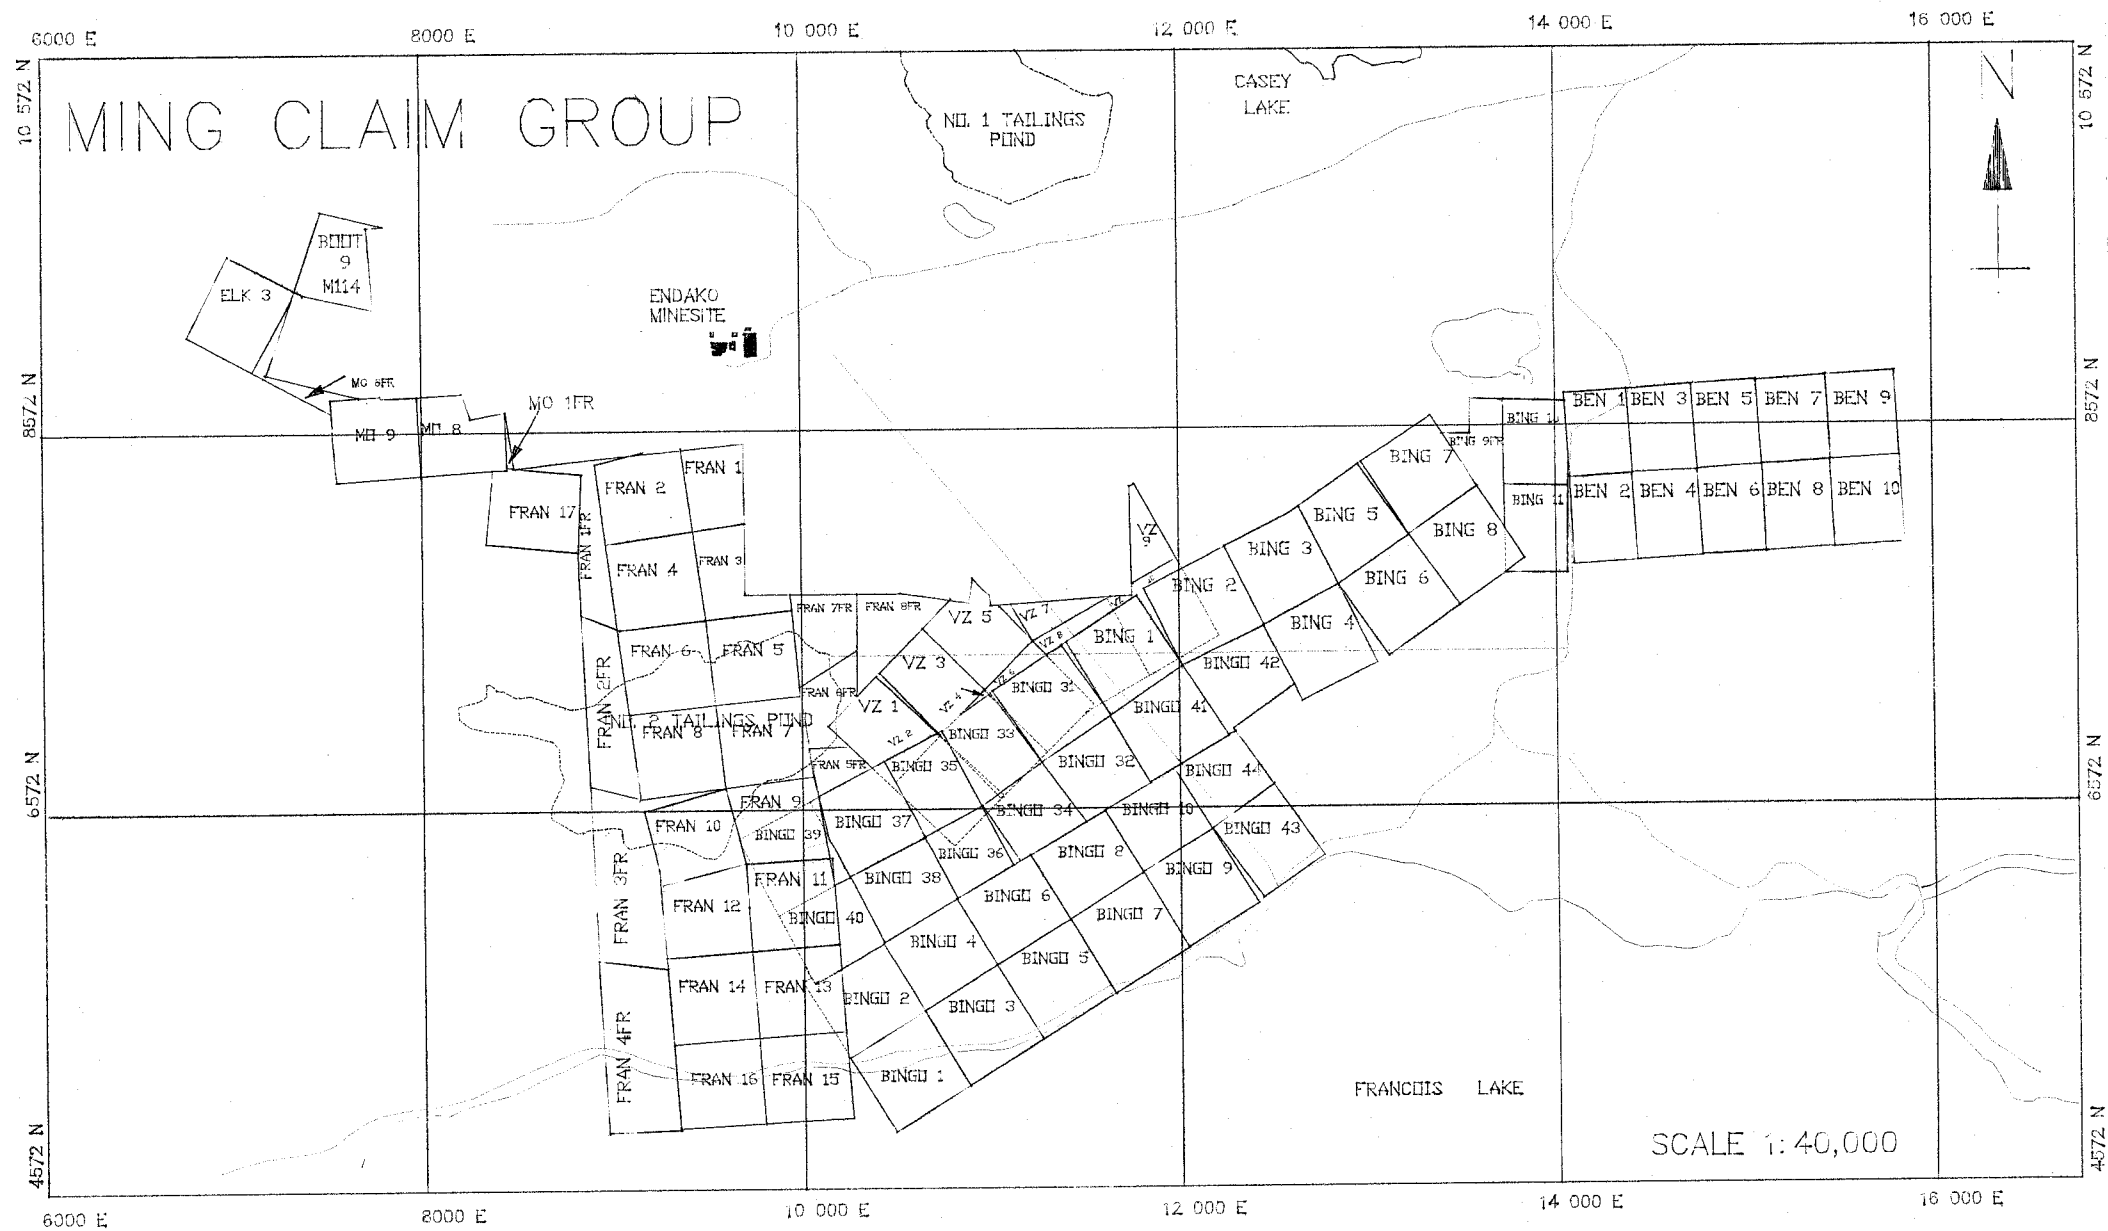 6000 E
8000 E
10 000 E
12 000 E
14 000 E
16 000 E
10 572 N
10 572 N
MING CLAIM GROUP
N
CASEY
LAKE
NO. 1 TAILINGS
POND
BOOT
9
M114
ELK 3
ENDAKO
MINESITE
MO 1FR
8572 N
8572 N
MO 9
MO 8
BEN 1
BEN 3
BEN 5
BEN 7
BEN 9
BING 9FR
BING 7
FRAN 1
FRAN 2
BEN 2
BEN 4
BEN 6
BEN 8
BEN 10
BING 11
FRAN 17
BING 5
BING 8
FRAN 1FR
VZ
BING 3
FRAN 3
FRAN 4
BING 2
BING 6
FRAN 7FR
FRAN 8FR
VZ 5
VZ 7
VZ 8
BING 1
BING 4
FRAN 6
FRAN 5
VZ 3
BINGO 42
FRAN 2FR
FRAN 6FR
VZ 6
BINGO 31
VZ 4
VZ 1
BINGO 41
NO. 2 TAILINGS POND
FRAN 8
FRAN 7
VZ 2
BINGO 33
FRAN 5FR
BINGO 35
BINGO 32
BINGO 44
6572 N
6572 N
FRAN 9
BINGO 34
BINGO 10
FRAN 10
BINGO 39
BINGO 37
BINGO 43
BINGO 36
BINGO 8
FRAN 3FR
FRAN 11
BINGO 38
BINGO 9
FRAN 12
BINGO 40
BINGO 6
BINGO 7
BINGO 4
BINGO 5
FRAN 14
FRAN 13
BINGO 2
BINGO 3
FRAN 4FR
FRAN 16
FRAN 15
BINGO 1
FRANCOIS LAKE
SCALE 1:40,000
4572 N
4572 N
6000 E
8000 E
10 000 E
12 000 E
14 000 E
16 000 E